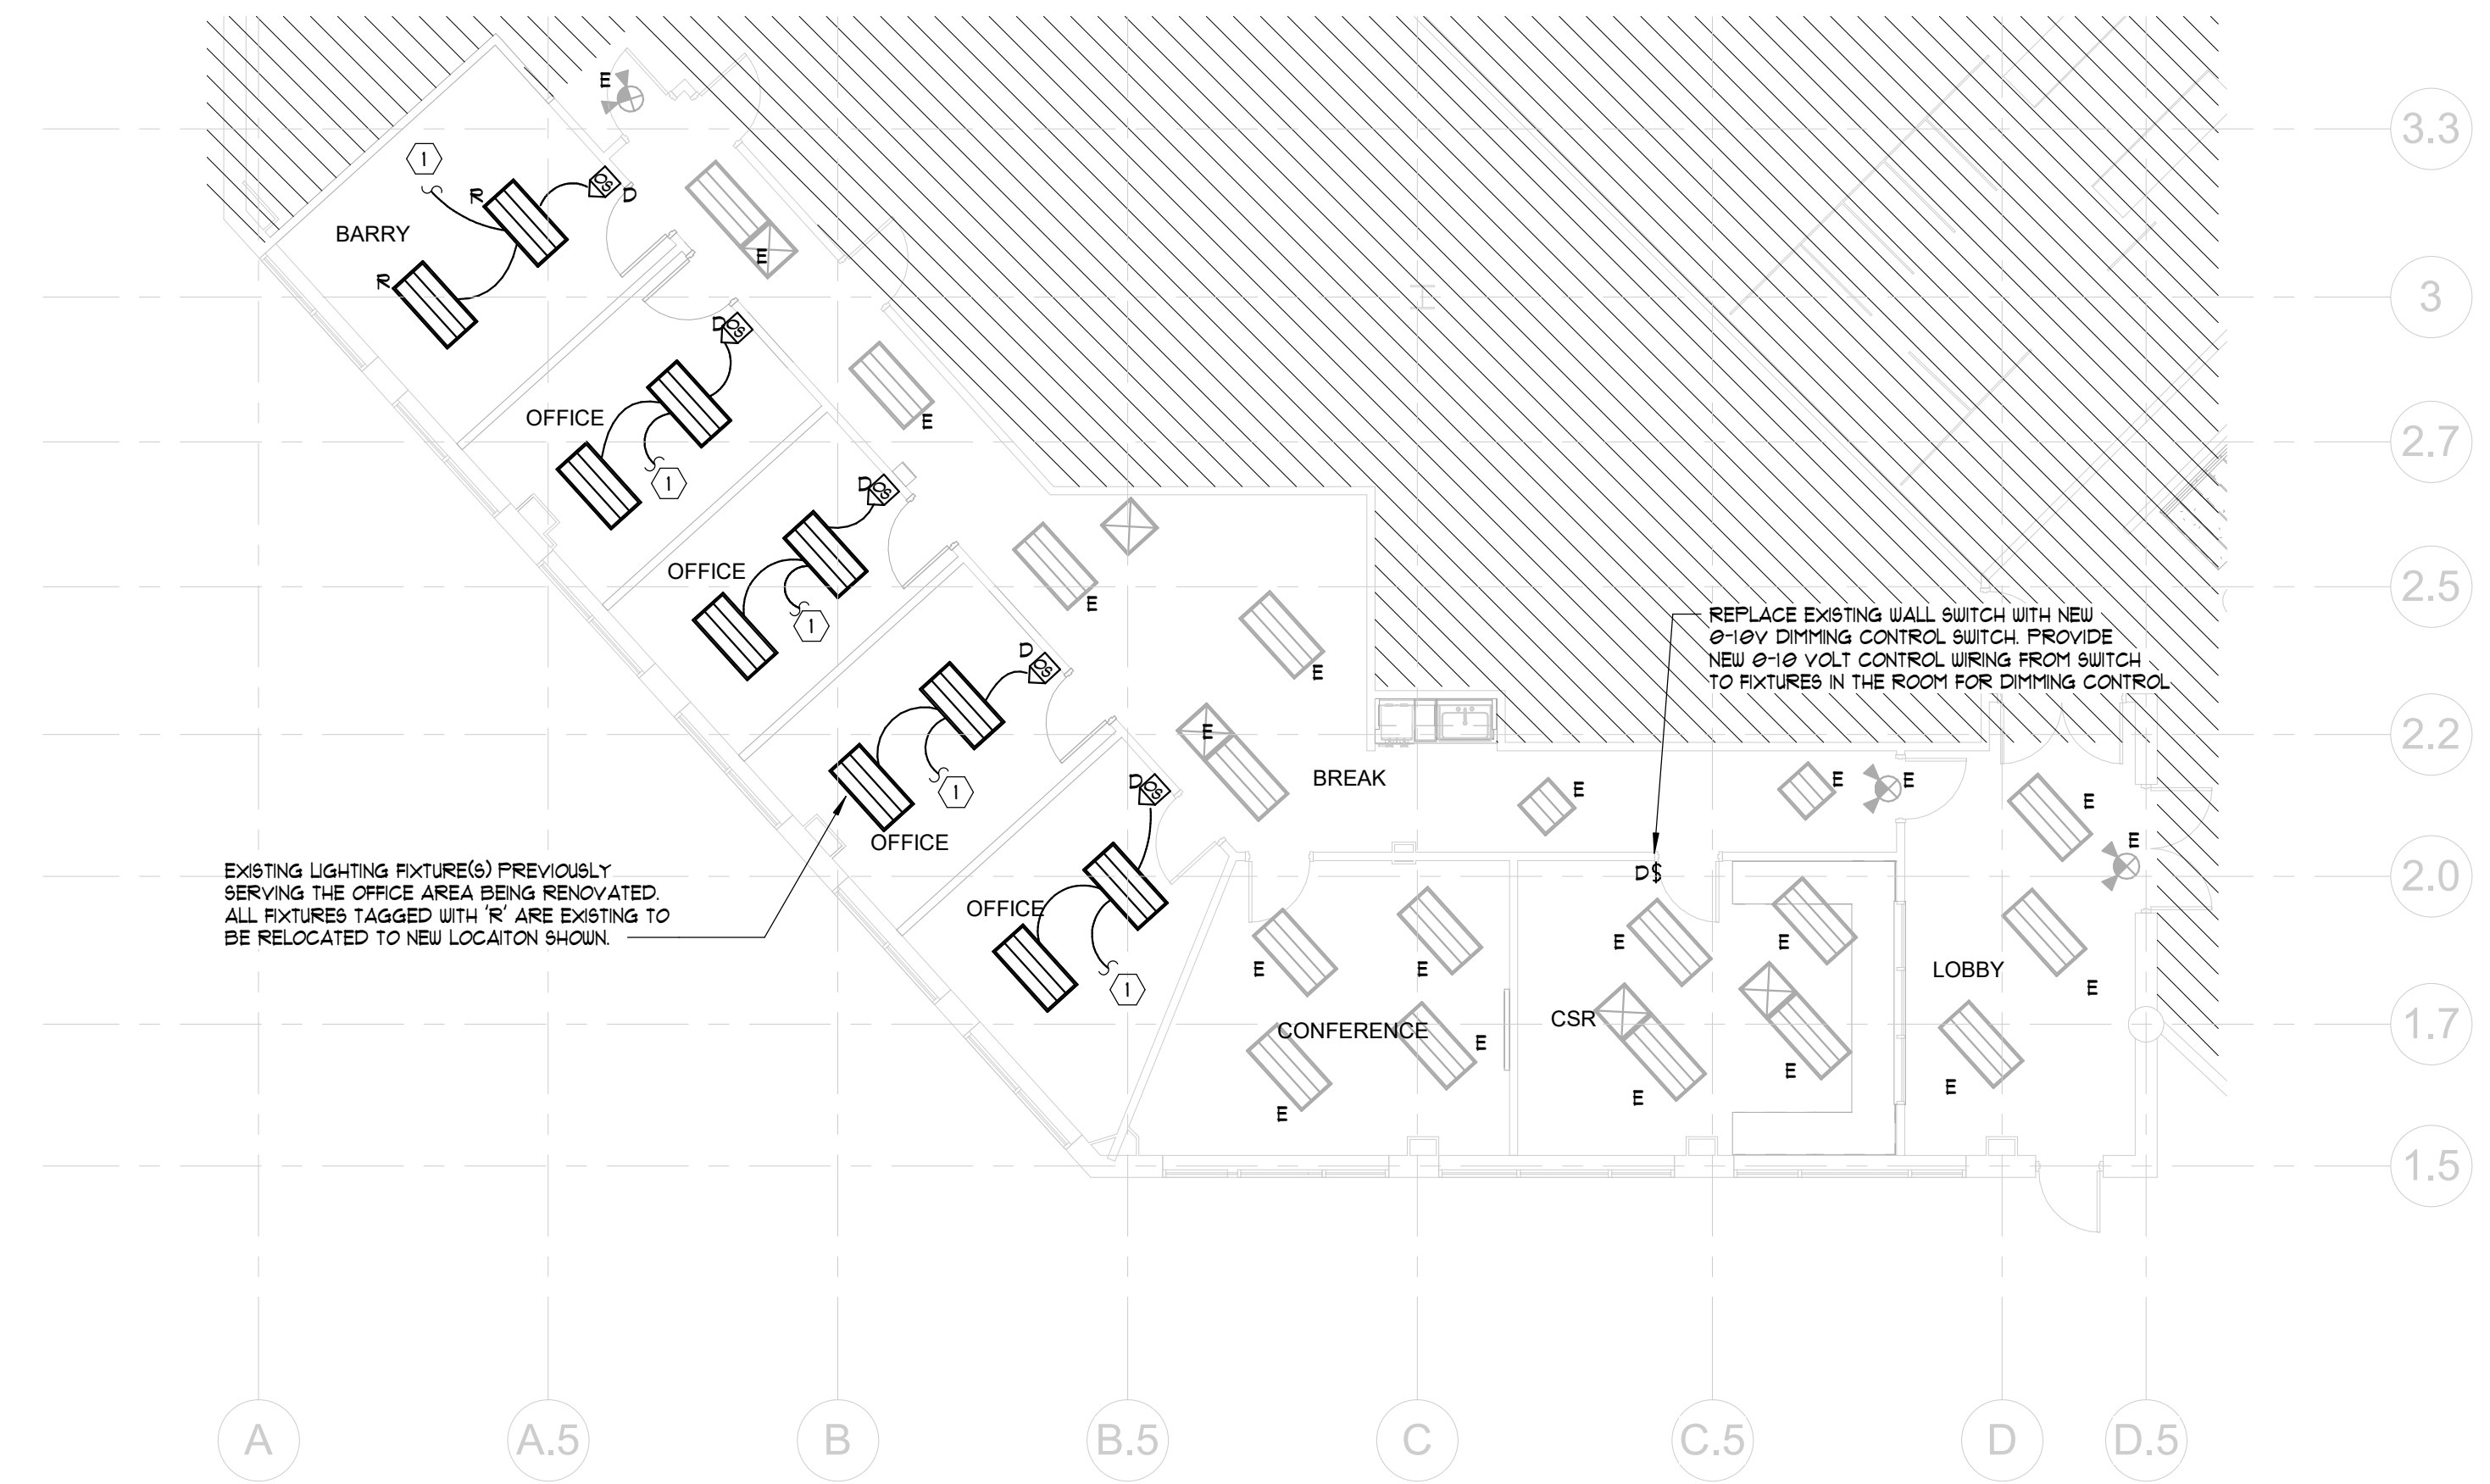 E
3.3
1
R
OS
D
BARRY
E
R
3
D
OS
OFFICE
E
2.7
1
D
OS
OFFICE
2.5
E
1
REPLACE EXISTING WALL SWITCH WITH NEW
0-10V DIMMING CONTROL SWITCH. PROVIDE
NEW 0-10 VOLT CONTROL WIRING FROM SWITCH
TO FIXTURES IN THE ROOM FOR DIMMING CONTROL
D
OS
E
E
2.2
BREAK
E
E
E
D
OS
1
E
OFFICE
E
EXISTING LIGHTING FIXTURE(S) PREVIOUSLY
SERVING THE OFFICE AREA BEING RENOVATED.
ALL FIXTURES TAGGED WITH 'R' ARE EXISTING TO
BE RELOCATED TO NEW LOCAITON SHOWN.
D$
2.0
OFFICE
E
E
E
E
LOBBY
E
1
CONFERENCE
CSR
1.7
E
E
E
E
E
1.5
A
A.5
B
B.5
C
C.5
D
D.5